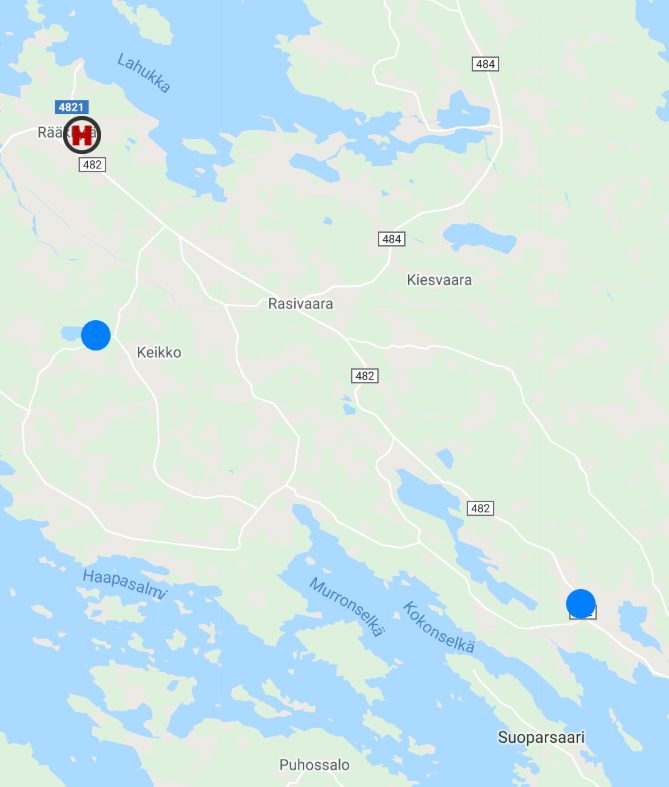 Lahukka
484
4821
H
482
484
Kiesvaara
Rasivaara
Keikko
482
482
Haapasalmi
Murronselkä
Kokonselkä
Suoparsaari
Puhossalo